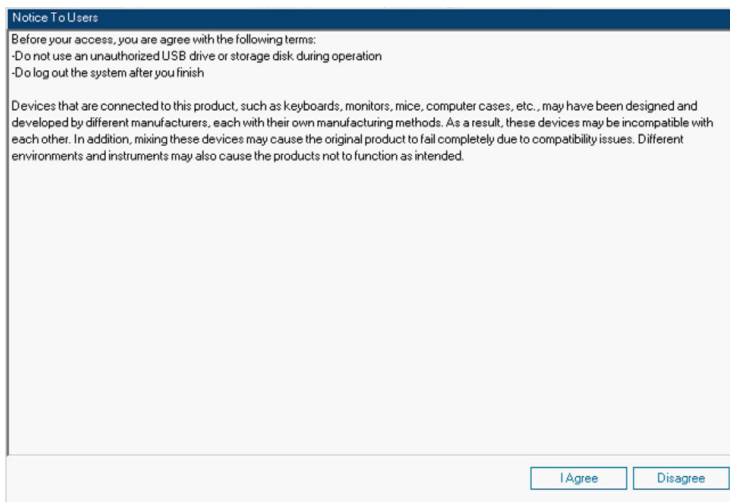 Notice To Users
Before your access, you are agree with the following terms:
-Do not use an unauthorized USB drive or storage disk during operation
-Do log out the system after you finish
Devices that are connected to this product, such as keyboards, monitors, mice, computer cases, etc., may have been designed and
developed by different manufacturers, each with their own manufacturing methods. As a result, these devices may be incompatible with
each other. In addition, mixing these devices may cause the original product to fail completely due to compatibility issues. Different
environments and instruments may also cause the products not to function as intended.
I Agree
Disagree